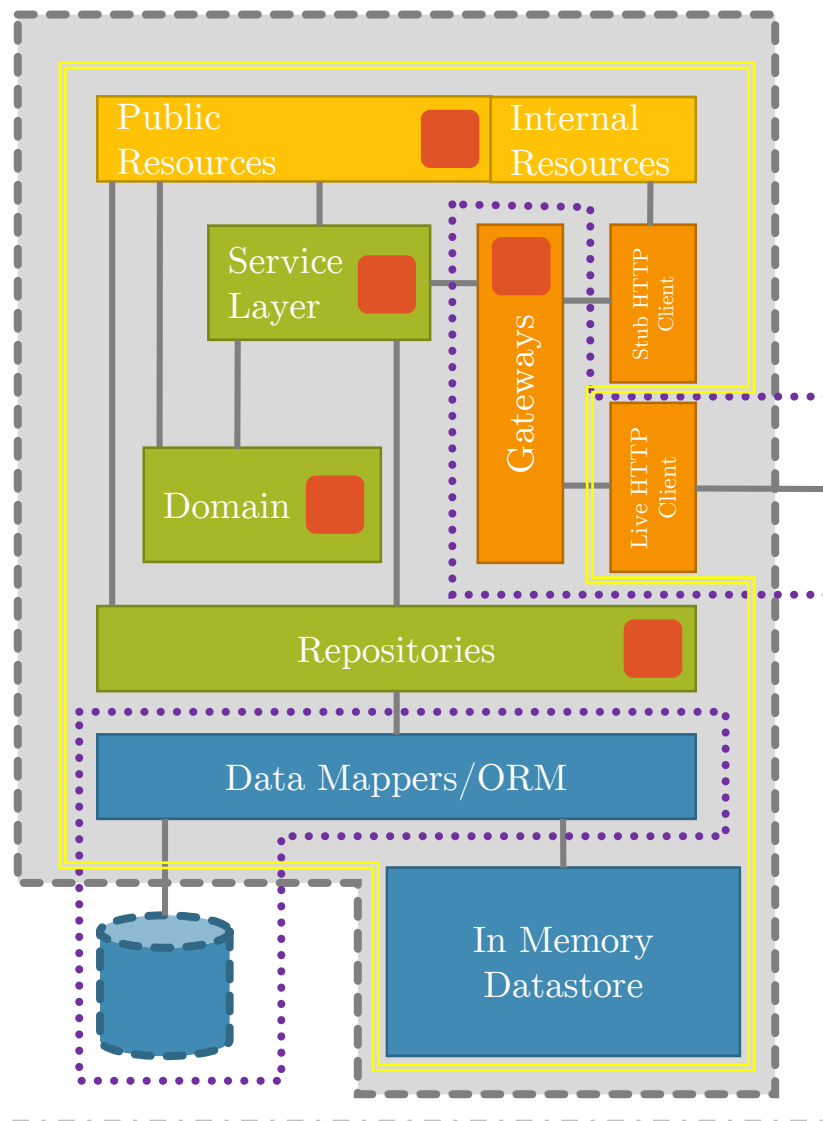 Public
Resources
Internal
Resources
Service
Layer
Gateways
Stub HTTP
Client
Live HTTP
Client
Domain
Repositories
Data Mappers/ORM
In Memory
Datastore